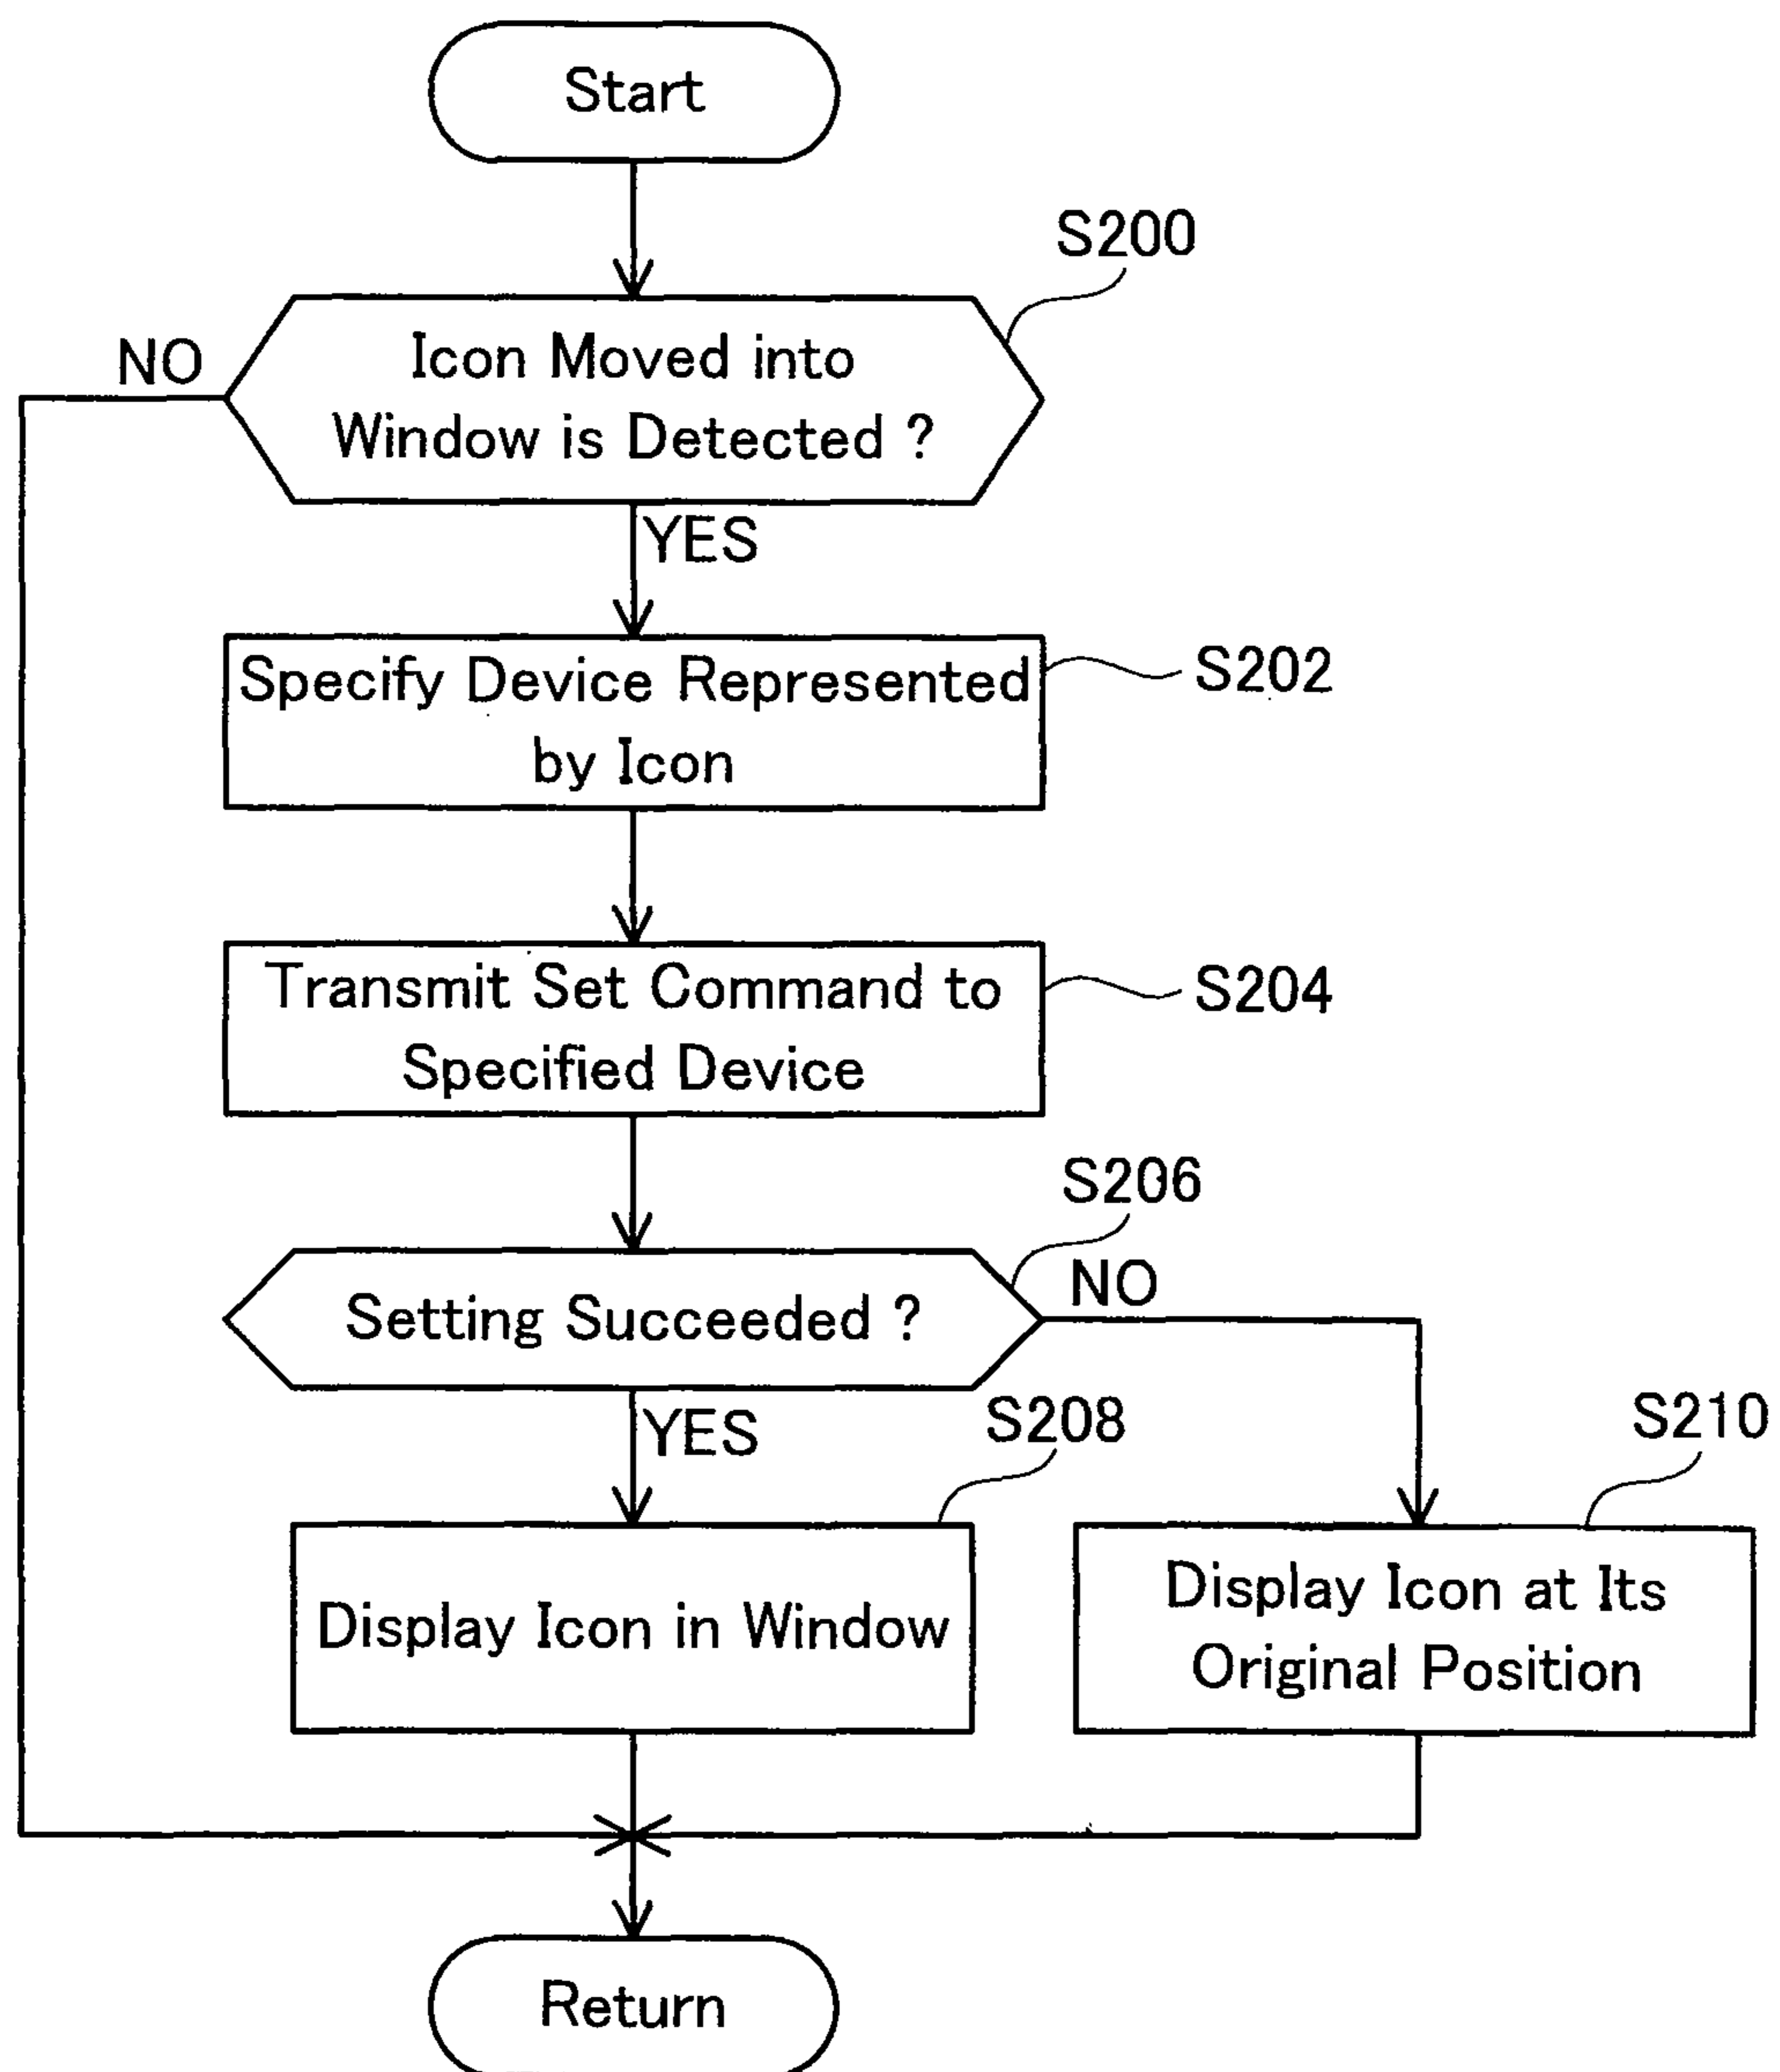 Start
S200
NO
Icon Moved into
Window is Detected ?
YES
Specify Device Represented
by Icon
S202
Transmit Set Command to
Specified Device
S204
S206
Setting Succeeded ?
NO
YES
S208
S210
Display Icon in Window
Display Icon at Its
Original Position
Return